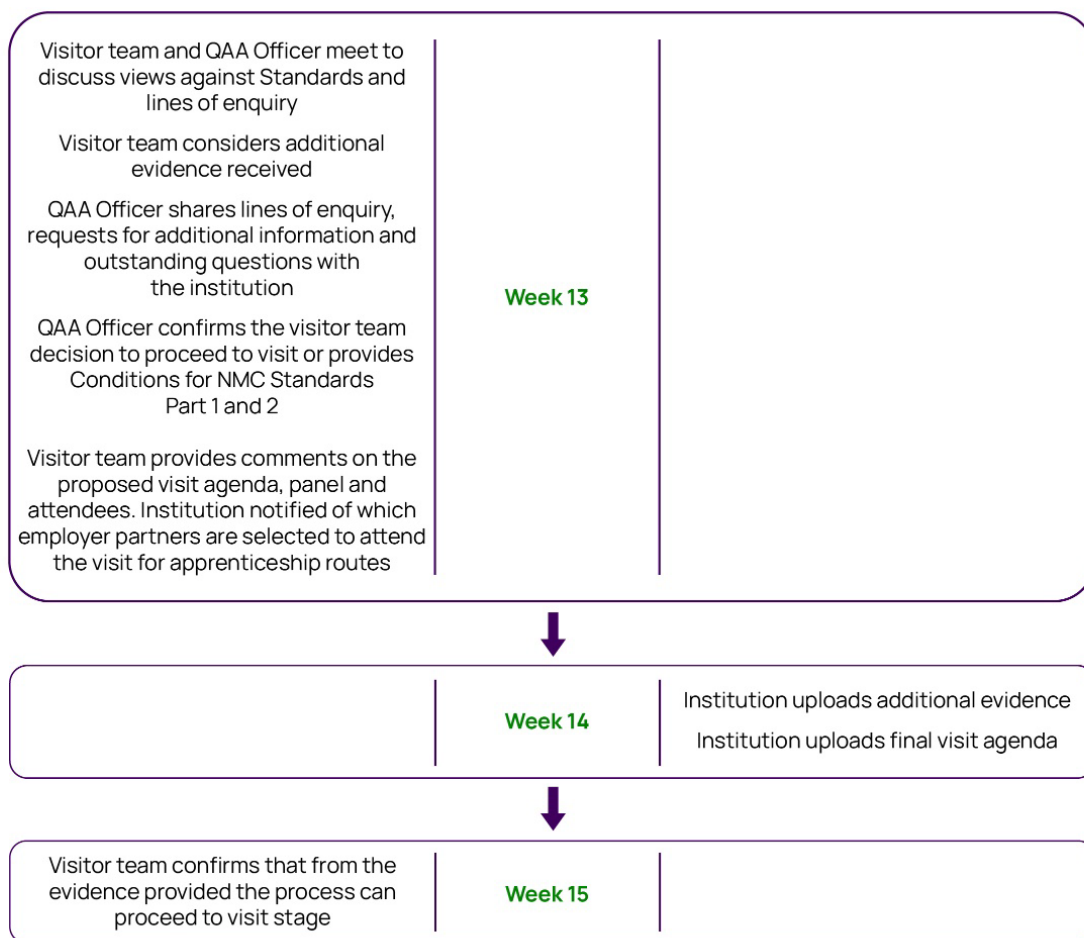 Visitor team and QAA Officer meet to
discuss views against Standards and
lines of enquiry
Visitor team considers additional
evidence received
QAA Officer shares lines of enquiry,
requests for additional information and
outstanding questions with
the institution
QAA Officer confirms the visitor team
decision to proceed to visit or provides
Conditions for NMC Standards
Part 1 and 2
Visitor team provides comments on the
proposed visit agenda, panel and
attendees. Institution notified of which
employer partners are selected to attend
the visit for apprenticeship routes
Week 13
Week 14
Institution uploads additional evidence
Institution uploads final visit agenda
Visitor team confirms that from the
evidence provided the process can
proceed to visit stage
Week 15